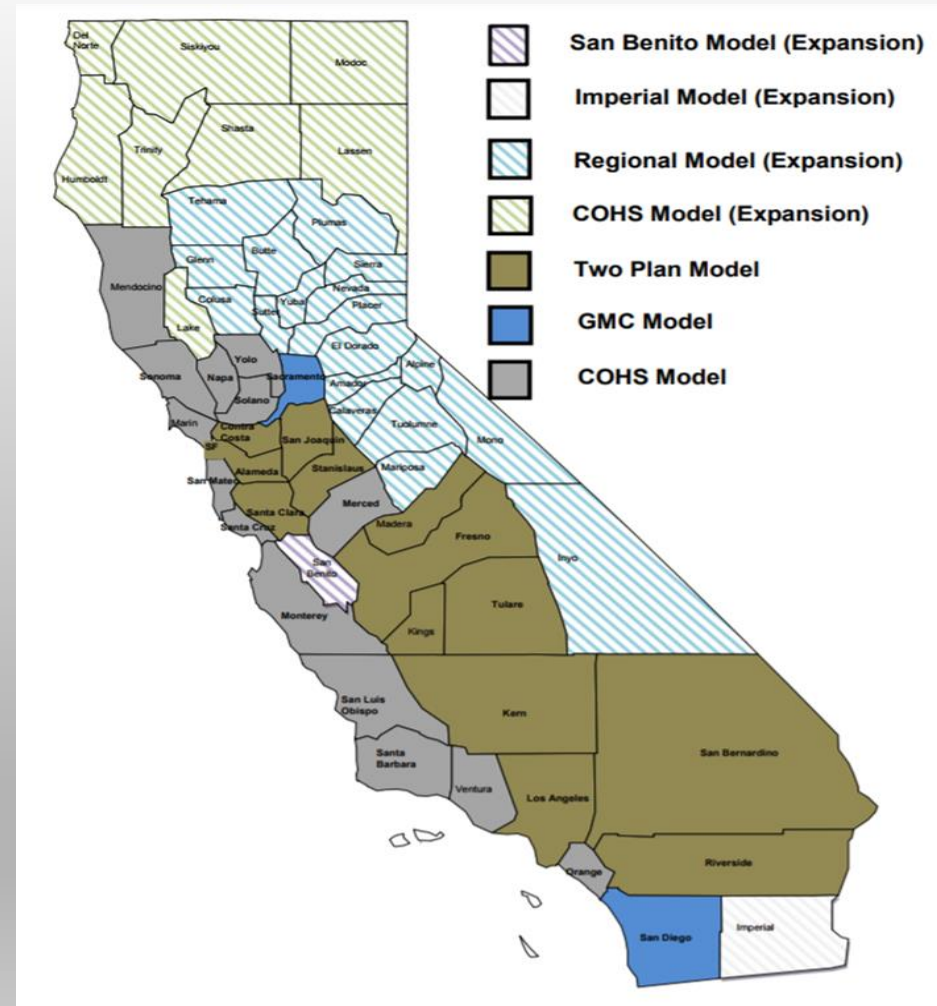 San Benito Model (Expansion)
Imperial Model (Expansion)
Regional Model (Expansion)
COHS Model (Expansion)
Two Plan Model
GMC Model
COHS Model
Del
Norte
Siskiyou
Modoc
Humboldt
Trinity
Shasta
Lassen
Tehama
Plumas
Mendocino
Glenn
Butte
Sierra
Colusa
Sutter
Yuba
Nevada
Placer
Lake
El Dorado
Yolo
Alpine
Sonoma
Napa
Sacramento
Amador
Solano
Calaveras
Marin
Contra
Costa
San Joaquin
Tuolumne
Mono
SF
Alameda
Stanislaus
Mariposa
San Mateo
Santa Clara
Merced
Santa Cruz
Madera
Fresno
San
Benito
Inyo
Monterey
Kings
Tulare
San Luis
Obispo
Kern
Santa
Barbara
San Bernardino
Ventura
Los Angeles
Orange
Riverside
San Diego
Imperial